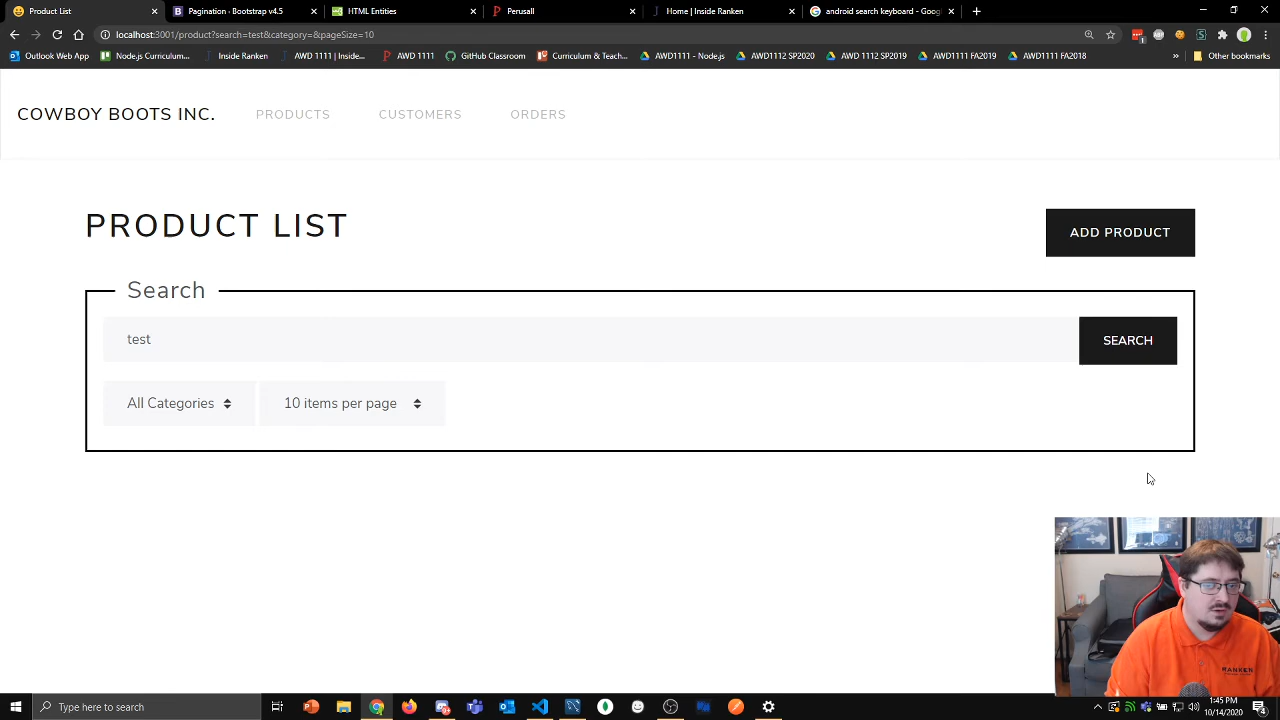 Product List
Pagination · Bootstrap v4.5
HTML Entities
Perusall
Home | Inside Ranken
android search keyboard - Googl
localhost:3001/product?search=test&category=&pageSize=10
Outlook Web App
Node.js Curriculum...
Inside Ranken
AWD 1111 | Inside...
AWD 1111
GitHub Classroom
Curriculum & Teach...
AWD1111 - Node.js
AWD1112 SP2020
AWD 1112 SP2019
AWD1111 FA2019
AWD1111 FA2018
»
Other bookmarks
COWBOY BOOTS INC.
PRODUCTS
CUSTOMERS
ORDERS
PRODUCT LIST
ADD PRODUCT
Search
test
SEARCH
All Categories
10 items per page
RANKEN
Type here to search
1:45 PM
10/14/2020